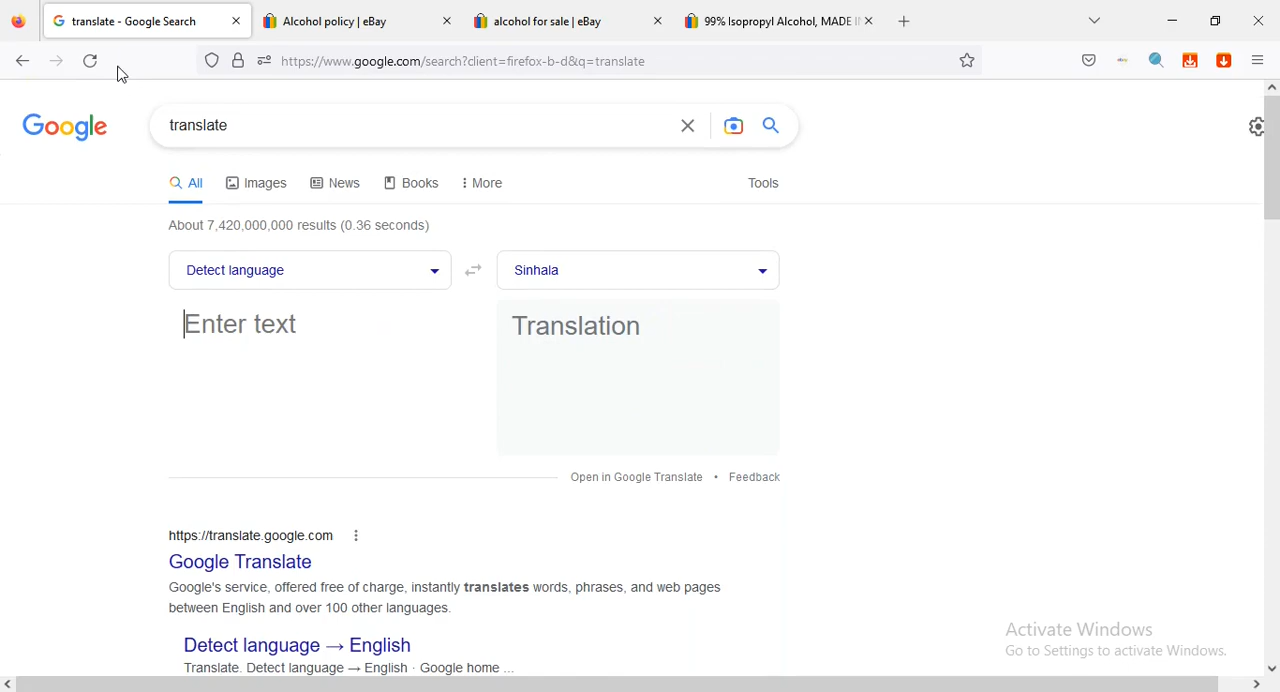 translate - Google Search
Alcohol policy | eBay
alcohol for sale | eBay
99% Isopropyl Alcohol, MADE I
https://www.google.com/search?client=firefox-b-d&q=translate
Google
translate
All
Images
News
Books
More
Tools
About 7,420,000,000 results (0.36 seconds)
Detect language
Sinhala
Enter text
Translation
Open in Google Translate • Feedback
https://translate.google.com
Google Translate
Google's service, offered free of charge, instantly translates words, phrases, and web pages
between English and over 100 other languages.
Detect language → English
Translate. Detect language → English · Google home ...
Activate Windows
Go to Settings to activate Windows.